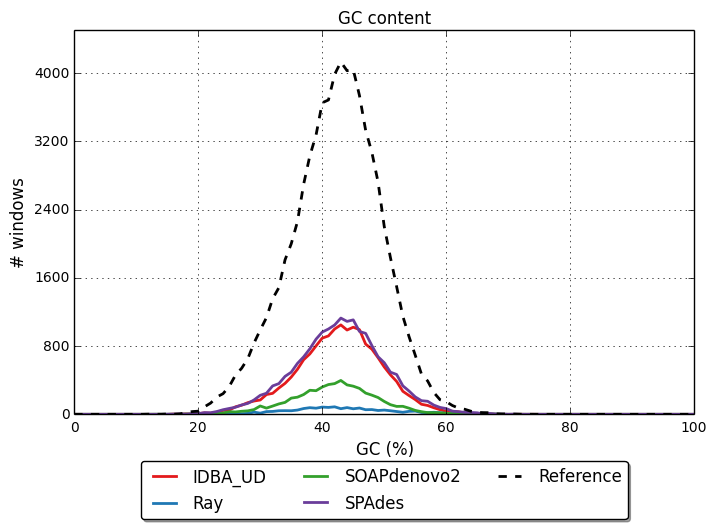 GC content
# windows
4000
3200
2400
1600
800
0
0 20 40 60 80 100
GC (%)
IDBA_UD SOAPdenovo2 Reference
Ray SPAdes